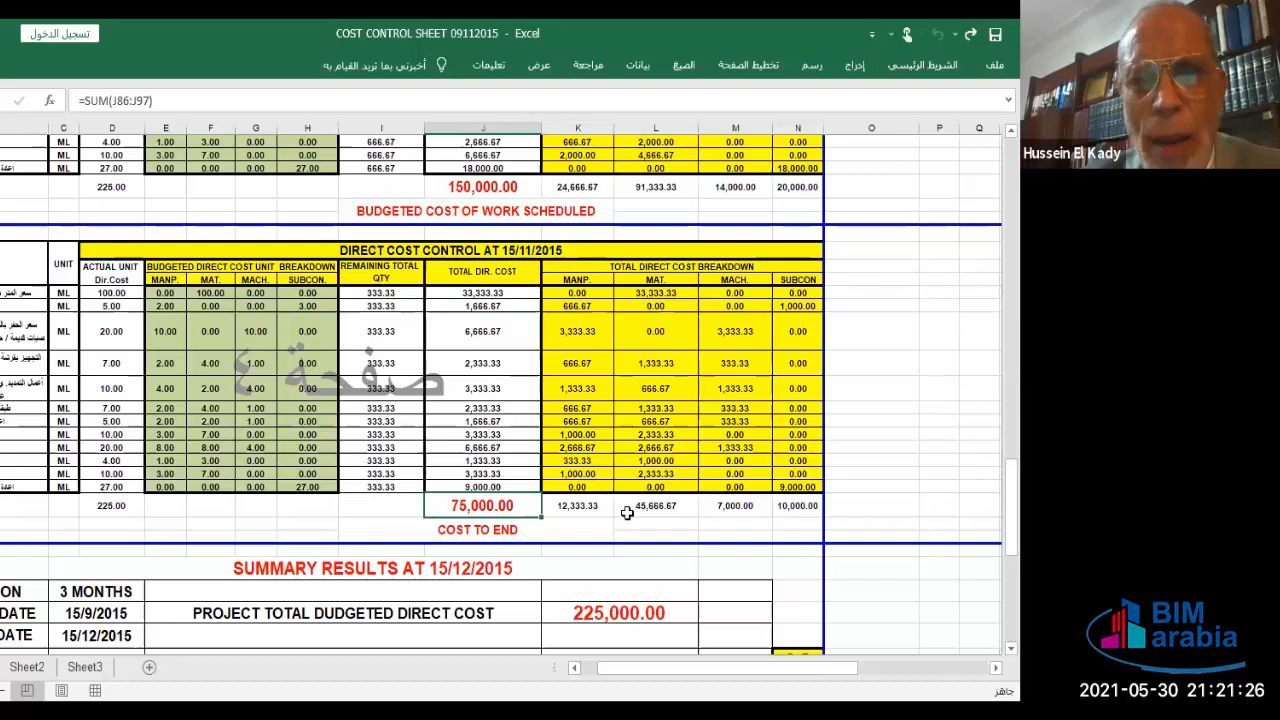 تسجيل الدخول
COST CONTROL SHEET 09112015 - Excel
ملف الشريط الرئيسي إدراج رسم تخطيط الصفحة الصيغ بيانات مراجعة عرض تعليمات أخبرني بما تريد القيام به
fx =SUM(J86:J97)
C D E F G H I J K L M N O P Q
ML 4.00 1.00 3.00 0.00 0.00 666.67 2,666.67 666.67 2,000.00 0.00 0.00
ML 10.00 3.00 7.00 0.00 0.00 666.67 6,666.67 2,000.00 4,666.67 0.00 0.00
اعادة ML 27.00 0.00 0.00 0.00 27.00 666.67 18,000.00 0.00 0.00 0.00 18,000.00
225.00 150,000.00 24,666.67 91,333.33 14,000.00 20,000.00
BUDGETED COST OF WORK SCHEDULED
DIRECT COST CONTROL AT 15/11/2015
UNIT ACTUAL UNIT BUDGETED DIRECT COST UNIT BREAKDOWN REMAINING TOTAL TOTAL DIR. COST TOTAL DIRECT COST BREAKDOWN
Dir.Cost MANP. MAT. MACH. SUBCON. QTY MANP. MAT. MACH. SUBCON
سعر المتر ML 100.00 0.00 100.00 0.00 0.00 333.33 33,333.33 0.00 33,333.33 0.00 0.00
ML 5.00 2.00 0.00 0.00 3.00 333.33 1,666.67 666.67 0.00 0.00 1,000.00
سعر الحفر
صبات قديمة ML 20.00 10.00 0.00 10.00 0.00 333.33 6,666.67 3,333.33 0.00 3,333.33 0.00
التجهيز بفرشة ML 7.00 2.00 4.00 1.00 0.00 333.33 2,333.33 666.67 1,333.33 333.33 0.00
أعمال التمديد ML 10.00 4.00 2.00 4.00 0.00 333.33 3,333.33 1,333.33 666.67 1,333.33 0.00
ML 7.00 2.00 4.00 1.00 0.00 333.33 2,333.33 666.67 1,333.33 333.33 0.00
ML 5.00 2.00 2.00 1.00 0.00 333.33 1,666.67 666.67 666.67 333.33 0.00
ML 10.00 3.00 7.00 0.00 0.00 333.33 3,333.33 1,000.00 2,333.33 0.00 0.00
ML 20.00 8.00 8.00 4.00 0.00 333.33 6,666.67 2,666.67 2,666.67 1,333.33 0.00
ML 4.00 1.00 3.00 0.00 0.00 333.33 1,333.33 333.33 1,000.00 0.00 0.00
ML 10.00 3.00 7.00 0.00 0.00 333.33 3,333.33 1,000.00 2,333.33 0.00 0.00
اعادة ML 27.00 0.00 0.00 0.00 27.00 333.33 9,000.00 0.00 0.00 0.00 9,000.00
صفحة ٤
225.00 75,000.00 12,333.33 45,666.67 7,000.00 10,000.00
COST TO END
SUMMARY RESULTS AT 15/12/2015
ON 3 MONTHS
DATE 15/9/2015 PROJECT TOTAL DUDGETED DIRECT COST 225,000.00
DATE 15/12/2015
Sheet2 Sheet3
جاهز
Hussein El Kady
BIM
arabia
2021-05-30 21:21:26